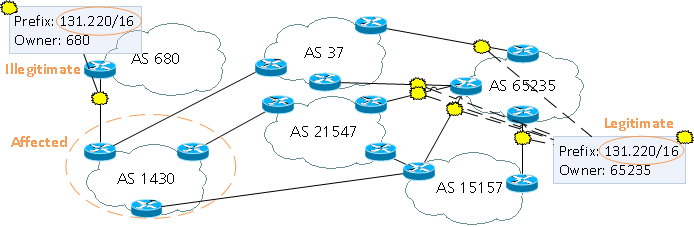 Prefix: 131.220/16
Owner: 680
AS 680
Illegitimate
AS 37
AS 65235
Affected
AS 21547
Legitimate
Prefix: 131.220/16
Owner: 65235
AS 1430
AS 15157